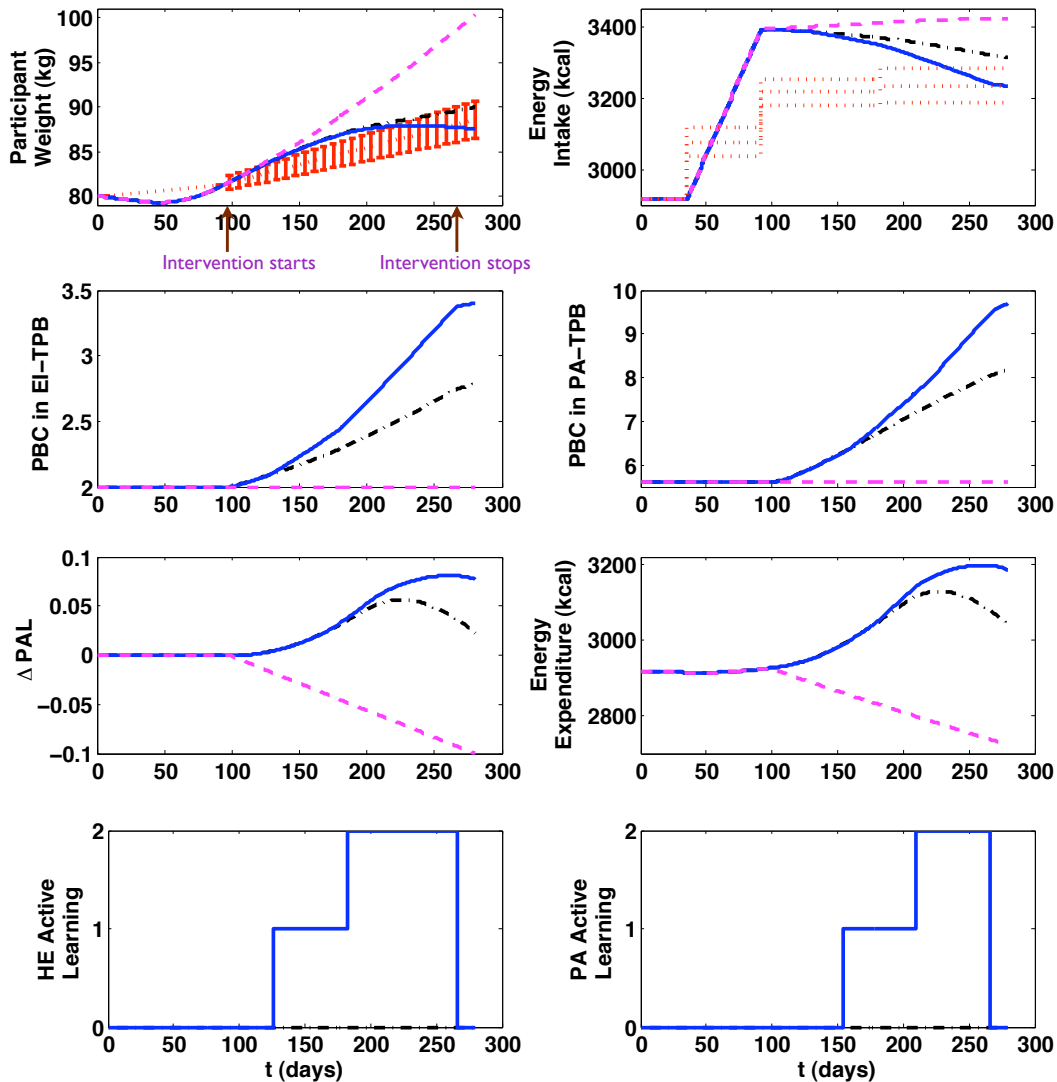 Participant
Weight (kg)
100
95
90
85
80
0 50 100 150 200 250 300
Intervention starts
Intervention stops
Energy
Intake (kcal)
3400
3200
3000
0 50 100 150 200 250 300
PBC in EI-TPB
3.5
3
2.5
2
0 50 100 150 200 250 300
PBC in PA-TPB
10
9
8
7
6
0 50 100 150 200 250 300
Δ PAL
0.1
0.05
0
−0.05
−0.1
0 50 100 150 200 250 300
Energy
Expenditure (kcal)
3200
3000
2800
0 50 100 150 200 250 300
HE Active
Learning
2
1
0
0 50 100 150 200 250 300
t (days)
PA Active
Learning
2
1
0
0 50 100 150 200 250 300
t (days)